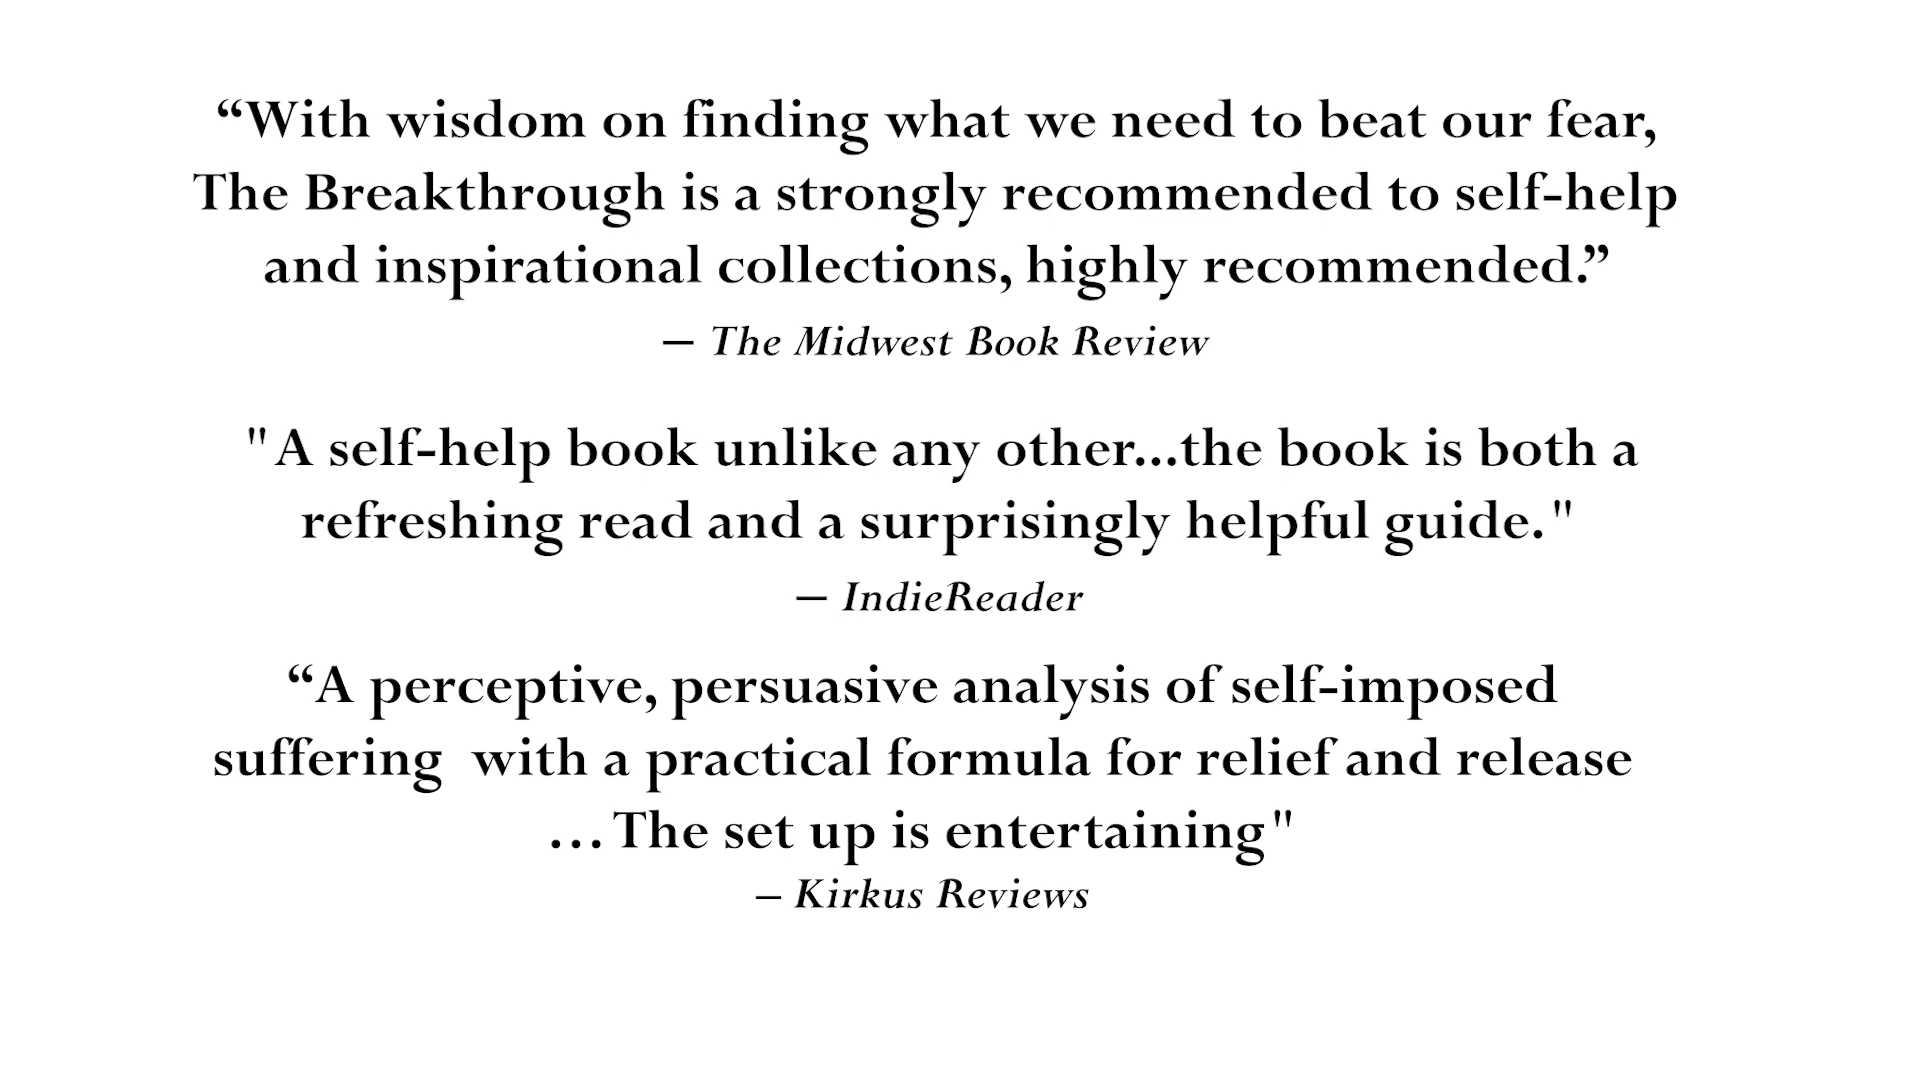 “With wisdom on finding what we need to beat our fear,
The Breakthrough is a strongly recommended to self-help
and inspirational collections, highly recommended.”
— The Midwest Book Review
"A self-help book unlike any other...the book is both a
refreshing read and a surprisingly helpful guide."
— IndieReader
“A perceptive, persuasive analysis of self-imposed
suffering  with a practical formula for relief and release
…The set up is entertaining"
– Kirkus Reviews